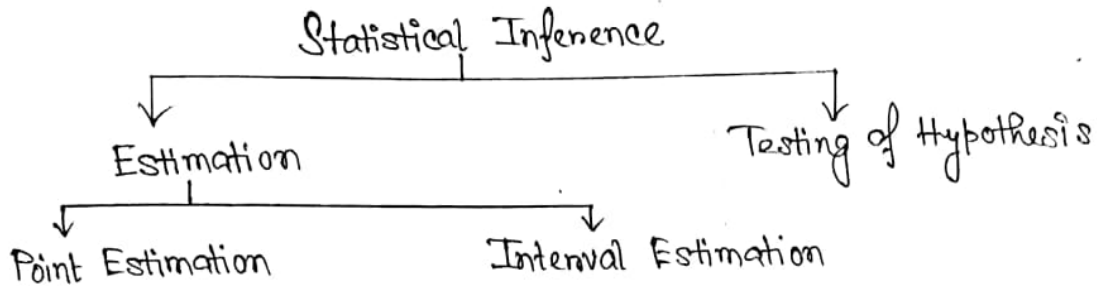 Statistical Inference
Estimation
Testing of Hypothesis
Point Estimation
Interval Estimation